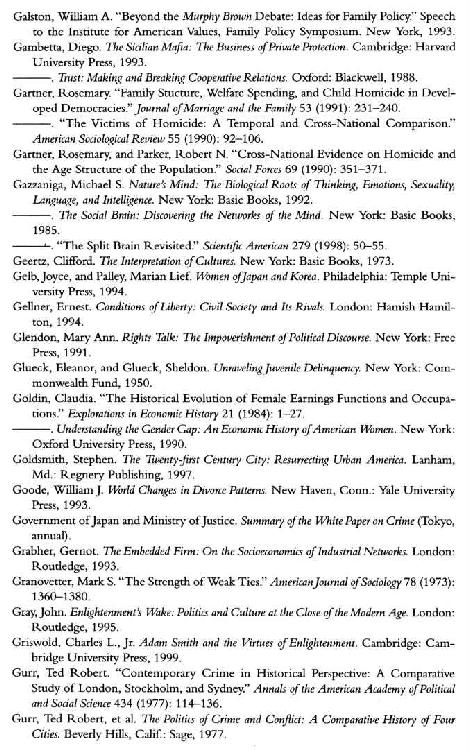 Galston, William A. “Beyond the Murphy Brown Debate: Ideas for Family Policy.” Speech
to the Institute for American Values, Family Policy Symposium. New York, 1993.
Gambetta, Diego. The Sicilian Mafia: The Business of Private Protection. Cambridge: Harvard
University Press, 1993.
———. Trust: Making and Breaking Cooperative Relations. Oxford: Blackwell, 1988.
Gartner, Rosemary. “Family Stucture, Welfare Spending, and Child Homicide in Devel-
oped Democracies.” Journal of Marriage and the Family 53 (1991): 231–240.
———. “The Victims of Homicide: A Temporal and Cross-National Comparison.”
American Sociological Review 55 (1990): 92–106.
Gartner, Rosemary, and Parker, Robert N. “Cross-National Evidence on Homicide and
the Age Structure of the Population.” Social Forces 69 (1990): 351–371.
Gazzaniga, Michael S. Nature’s Mind: The Biological Roots of Thinking, Emotions, Sexuality,
Language, and Intelligence. New York: Basic Books, 1992.
———. The Social Brain: Discovering the Networks of the Mind. New York: Basic Books,
1985.
———. “The Split Brain Revisited.” Scientific American 279 (1998): 50–55.
Geertz, Clifford. The Interpretation of Cultures. New York: Basic Books, 1973.
Gelb, Joyce, and Palley, Marian Lief. Women of Japan and Korea. Philadelphia: Temple Uni-
versity Press, 1994.
Gellner, Ernest. Conditions of Liberty: Civil Society and Its Rivals. London: Hamish Hamil-
ton, 1994.
Glendon, Mary Ann. Rights Talk: The Impoverishment of Political Discourse. New York: Free
Press, 1991.
Glueck, Eleanor, and Glueck, Sheldon. Unraveling Juvenile Delinquency. New York: Com-
monwealth Fund, 1950.
Goldin, Claudia. “The Historical Evolution of Female Earnings Functions and Occupa-
tions.” Explorations in Economic History 21 (1984): 1–27.
———. Understanding the Gender Gap: An Economic History of American Women. New York:
Oxford University Press, 1990.
Goldsmith, Stephen. The Twenty-first Century City: Resurrecting Urban America. Lanham,
Md.: Regnery Publishing, 1997.
Goode, William J. World Changes in Divorce Patterns. New Haven, Conn.: Yale University
Press, 1993.
Government of Japan and Ministry of Justice. Summary of the White Paper on Crime (Tokyo,
annual).
Grabher, Gernot. The Embedded Firm: On the Socioeconomics of Industrial Networks. London:
Routledge, 1993.
Granovetter, Mark S. “The Strength of Weak Ties.” American Journal of Sociology 78 (1973):
1360–1380.
Gray, John. Enlightenment’s Wake: Politics and Culture at the Close of the Modern Age. London:
Routledge, 1995.
Griswold, Charles L., Jr. Adam Smith and the Virtues of Enlightenment. Cambridge: Cam-
bridge University Press, 1999.
Gurr, Ted Robert. “Contemporary Crime in Historical Perspective: A Comparative
Study of London, Stockholm, and Sydney.” Annals of the American Academy of Political
and Social Science 434 (1977): 114–136.
Gurr, Ted Robert, et al. The Politics of Crime and Conflict: A Comparative History of Four
Cities. Beverly Hills, Calif.: Sage, 1977.